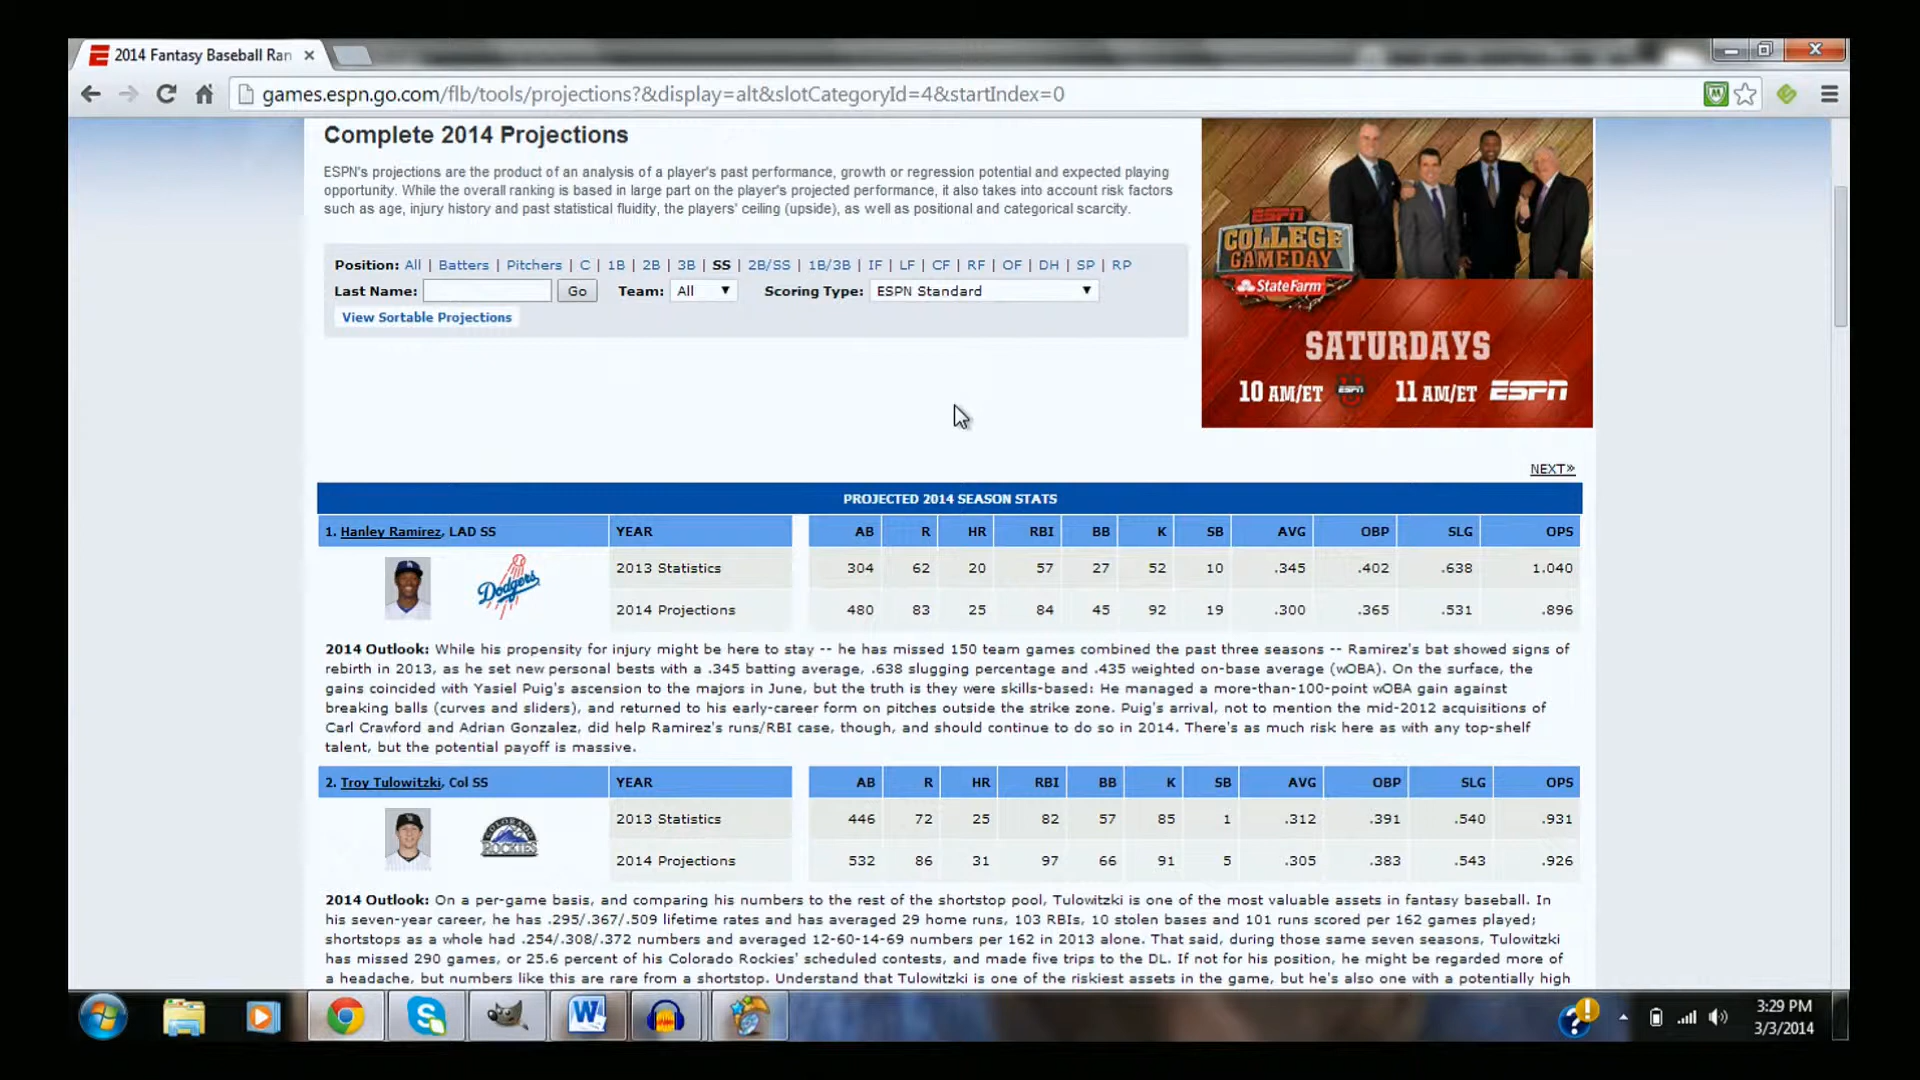 2014 Fantasy Baseball Ran
games.espn.go.com/flb/tools/projections?&display=alt&slotCategoryId=4&startIndex=0
Complete 2014 Projections
ESPN's projections are the product of an analysis of a player's past performance, growth or regression potential and expected playing
opportunity. While the overall ranking is based in large part on the player's projected performance, it also takes into account risk factors
such as age, injury history and past statistical fluidity, the players' ceiling (upside), as well as positional and categorical scarcity.
Position: All | Batters | Pitchers | C | 1B | 2B | 3B | SS | 2B/SS | 1B/3B | IF | LF | CF | RF | OF | DH | SP | RP
Last Name: Go Team: All Scoring Type: ESPN Standard
View Sortable Projections
ESPN
COLLEGE
GAMEDAY
StateFarm
SATURDAYS
10 AM/ET ESPN U 11 AM/ET ESPN
NEXT»
PROJECTED 2014 SEASON STATS
1. Hanley Ramirez, LAD SS YEAR AB R HR RBI BB K SB AVG OBP SLG OPS
Dodgers
2013 Statistics 304 62 20 57 27 52 10 .345 .402 .638 1.040
2014 Projections 480 83 25 84 45 92 19 .300 .365 .531 .896
2014 Outlook: While his propensity for injury might be here to stay -- he has missed 150 team games combined the past three seasons -- Ramirez's bat showed signs of
rebirth in 2013, as he set new personal bests with a .345 batting average, .638 slugging percentage and .435 weighted on-base average (wOBA). On the surface, the
gains coincided with Yasiel Puig's ascension to the majors in June, but the truth is they were skills-based: He managed a more-than-100-point wOBA gain against
breaking balls (curves and sliders), and returned to his early-career form on pitches outside the strike zone. Puig's arrival, not to mention the mid-2012 acquisitions of
Carl Crawford and Adrian Gonzalez, did help Ramirez's runs/RBI case, though, and should continue to do so in 2014. There's as much risk here as with any top-shelf
talent, but the potential payoff is massive.
2. Troy Tulowitzki, Col SS YEAR AB R HR RBI BB K SB AVG OBP SLG OPS
COLORADO
ROCKIES
2013 Statistics 446 72 25 82 57 85 1 .312 .391 .540 .931
2014 Projections 532 86 31 97 66 91 5 .305 .383 .543 .926
2014 Outlook: On a per-game basis, and comparing his numbers to the rest of the shortstop pool, Tulowitzki is one of the most valuable assets in fantasy baseball. In
his seven-year career, he has .295/.367/.509 lifetime rates and has averaged 29 home runs, 103 RBIs, 10 stolen bases and 101 runs scored per 162 games played;
shortstops as a whole had .254/.308/.372 numbers and averaged 12-60-14-69 numbers per 162 in 2013 alone. That said, during those same seven seasons, Tulowitzki
has missed 290 games, or 25.6 percent of his Colorado Rockies' scheduled contests, and made five trips to the DL. If not for his position, he might be regarded more of
a headache, but numbers like this are rare from a shortstop. Understand that Tulowitzki is one of the riskiest assets in the game, but he's also one with a potentially high
3:29 PM
3/3/2014